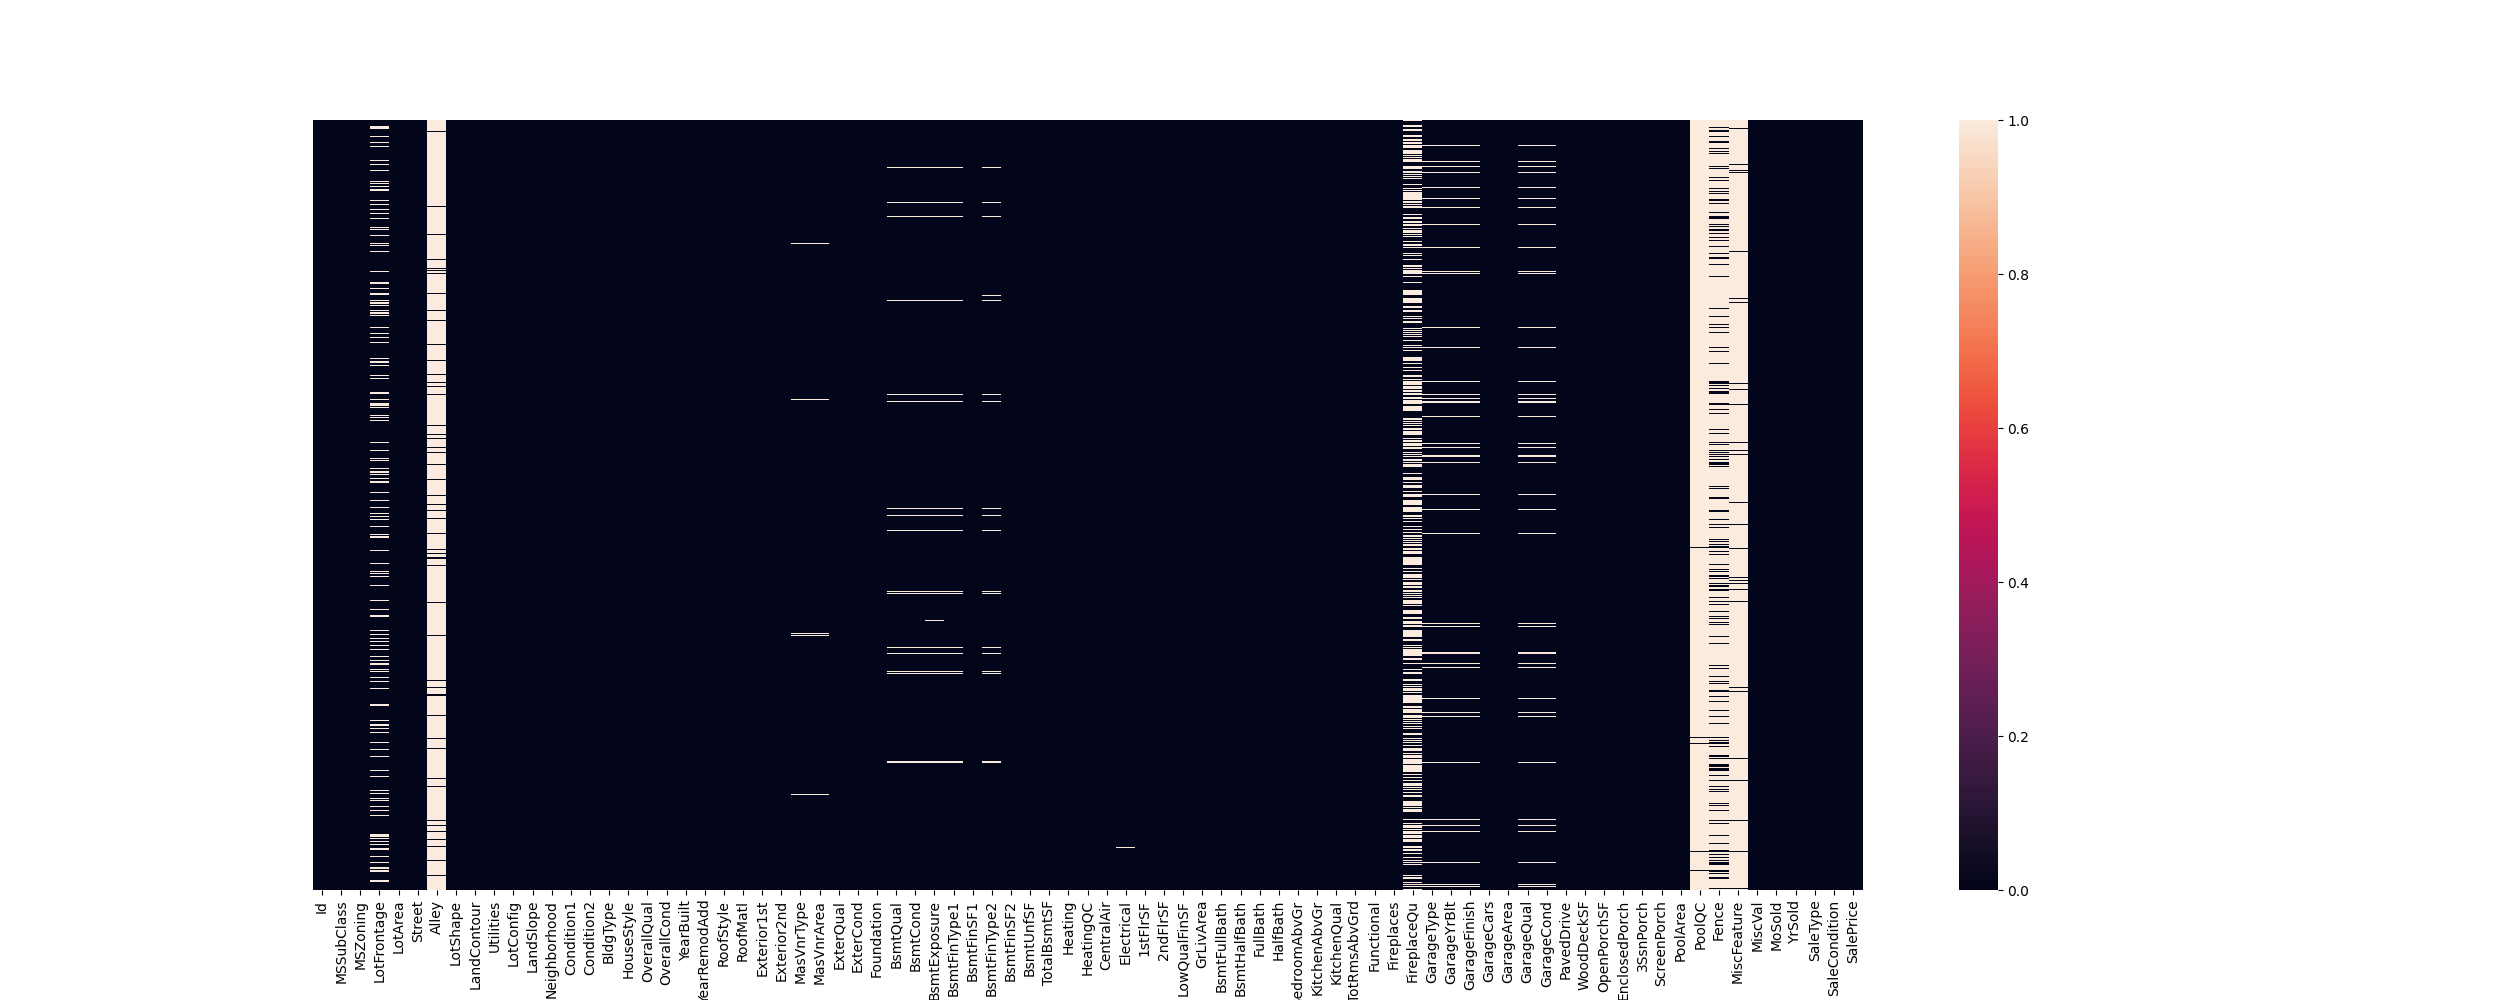 1.0
0.8
0.6
0.4
0.2
0.0
Id
MSSubClass
MSZoning
LotFrontage
LotArea
Street
Alley
LotShape
LandContour
Utilities
LotConfig
LandSlope
Neighborhood
Condition1
Condition2
BldgType
HouseStyle
OverallQual
OverallCond
YearBuilt
YearRemodAdd
RoofStyle
RoofMatl
Exterior1st
Exterior2nd
MasVnrType
MasVnrArea
ExterQual
ExterCond
Foundation
BsmtQual
BsmtCond
BsmtExposure
BsmtFinType1
BsmtFinSF1
BsmtFinType2
BsmtFinSF2
BsmtUnfSF
TotalBsmtSF
Heating
HeatingQC
CentralAir
Electrical
1stFlrSF
2ndFlrSF
LowQualFinSF
GrLivArea
BsmtFullBath
BsmtHalfBath
FullBath
HalfBath
edroomAbvGr
KitchenAbvGr
KitchenQual
TotRmsAbvGrd
Functional
Fireplaces
FireplaceQu
GarageType
GarageYrBlt
GarageFinish
GarageCars
GarageArea
GarageQual
GarageCond
PavedDrive
WoodDeckSF
OpenPorchSF
EnclosedPorch
3SsnPorch
ScreenPorch
PoolArea
PoolQC
Fence
MiscFeature
MiscVal
MoSold
YrSold
SaleType
SaleCondition
SalePrice